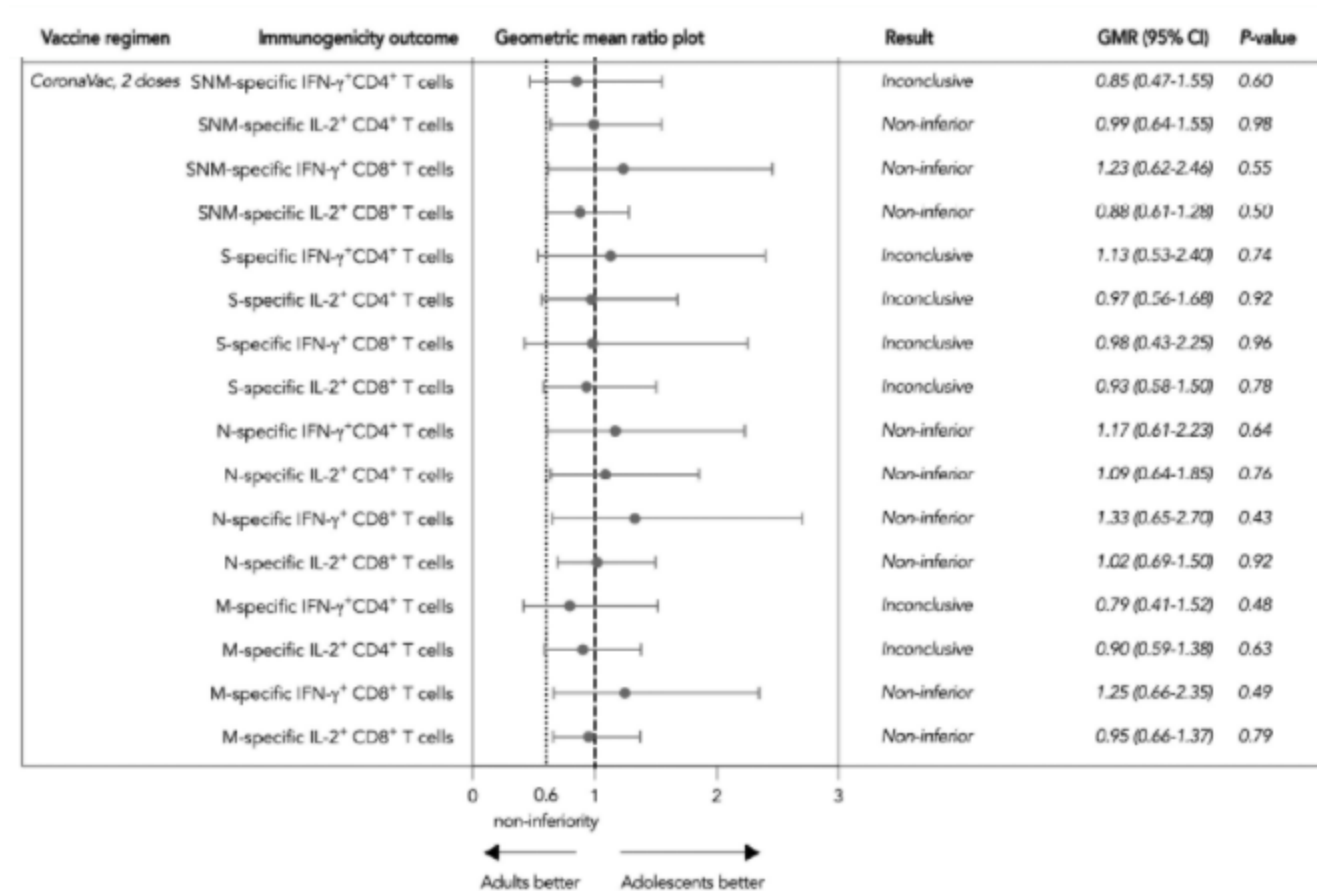 Vaccine regimen Immunogenicity outcome Geometric mean ratio plot Result GMR (95% CI) P-value
CoronaVac, 2 doses SNM-specific IFN-γ⁺CD4⁺ T cells Inconclusive 0.85 (0.47-1.55) 0.60
SNM-specific IL-2⁺ CD4⁺ T cells Non-inferior 0.99 (0.64-1.55) 0.98
SNM-specific IFN-γ⁺ CD8⁺ T cells Non-inferior 1.23 (0.62-2.46) 0.55
SNM-specific IL-2⁺ CD8⁺ T cells Non-inferior 0.88 (0.61-1.28) 0.50
S-specific IFN-γ⁺CD4⁺ T cells Inconclusive 1.13 (0.53-2.40) 0.74
S-specific IL-2⁺ CD4⁺ T cells Inconclusive 0.97 (0.56-1.68) 0.92
S-specific IFN-γ⁺ CD8⁺ T cells Inconclusive 0.98 (0.43-2.25) 0.96
S-specific IL-2⁺ CD8⁺ T cells Inconclusive 0.93 (0.58-1.50) 0.78
N-specific IFN-γ⁺CD4⁺ T cells Non-inferior 1.17 (0.61-2.23) 0.64
N-specific IL-2⁺ CD4⁺ T cells Non-inferior 1.09 (0.64-1.85) 0.76
N-specific IFN-γ⁺ CD8⁺ T cells Non-inferior 1.33 (0.65-2.70) 0.43
N-specific IL-2⁺ CD8⁺ T cells Non-inferior 1.02 (0.69-1.50) 0.92
M-specific IFN-γ⁺CD4⁺ T cells Inconclusive 0.79 (0.41-1.52) 0.48
M-specific IL-2⁺ CD4⁺ T cells Inconclusive 0.90 (0.59-1.38) 0.63
M-specific IFN-γ⁺ CD8⁺ T cells Non-inferior 1.25 (0.66-2.35) 0.49
M-specific IL-2⁺ CD8⁺ T cells Non-inferior 0.95 (0.66-1.37) 0.79
0 0.6 1 2 3
non-inferiority
Adults better Adolescents better